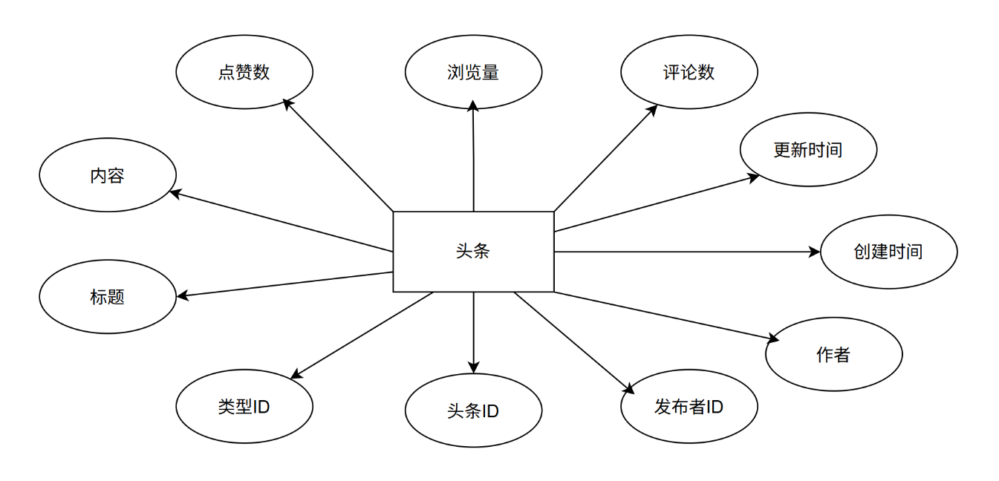 点赞数
浏览量
评论数
更新时间
内容
头条
创建时间
标题
作者
类型ID
头条ID
发布者ID